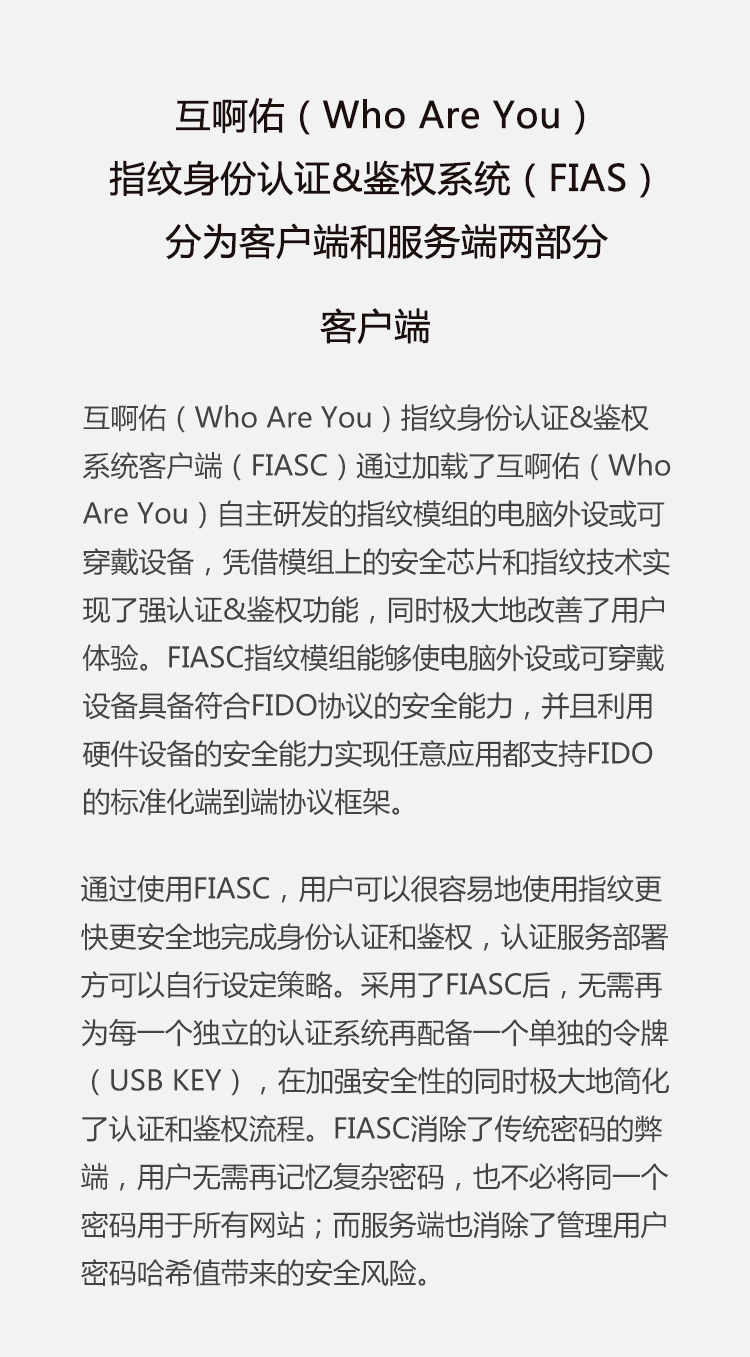 互啊佑（Who Are You）
指纹身份认证&鉴权系统（FIAS）
分为客户端和服务端两部分
客户端
互啊佑（Who Are You）指纹身份认证&鉴权
系统客户端（FIASC）通过加载了互啊佑（Who
Are You）自主研发的指纹模组的电脑外设或可
穿戴设备，凭借模组上的安全芯片和指纹技术实
现了强认证&鉴权功能，同时极大地改善了用户
体验。FIASC指纹模组能够使电脑外设或可穿戴
设备具备符合FIDO协议的安全能力，并且利用
硬件设备的安全能力实现任意应用都支持FIDO
的标准化端到端协议框架。
通过使用FIASC，用户可以很容易地使用指纹更
快更安全地完成身份认证和鉴权，认证服务部署
方可以自行设定策略。采用了FIASC后，无需再
为每一个独立的认证系统再配备一个单独的令牌
（USB KEY），在加强安全性的同时极大地简化
了认证和鉴权流程。FIASC消除了传统密码的弊
端，用户无需再记忆复杂密码，也不必将同一个
密码用于所有网站；而服务端也消除了管理用户
密码哈希值带来的安全风险。